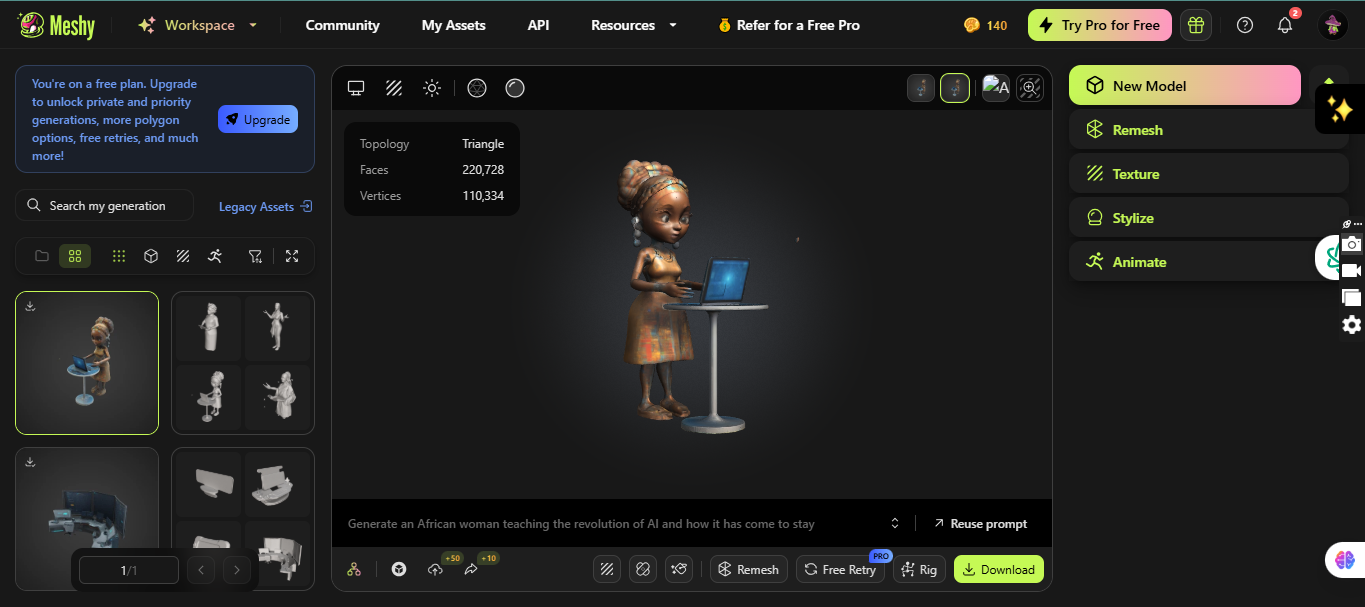 Meshy
Workspace
Community
My Assets
API
Resources
Refer for a Free Pro
140
Try Pro for Free
2
You're on a free plan. Upgrade
to unlock private and priority
generations, more polygon
options, free retries, and much
more!
Upgrade
Search my generation
Legacy Assets
1/1
Topology Triangle
Faces 220,728
Vertices 110,334
A
Generate an African woman teaching the revolution of AI and how it has come to stay
Reuse prompt
+50
+10
Remesh
PRO
Free Retry
Rig
Download
New Model
Remesh
Texture
Stylize
Animate